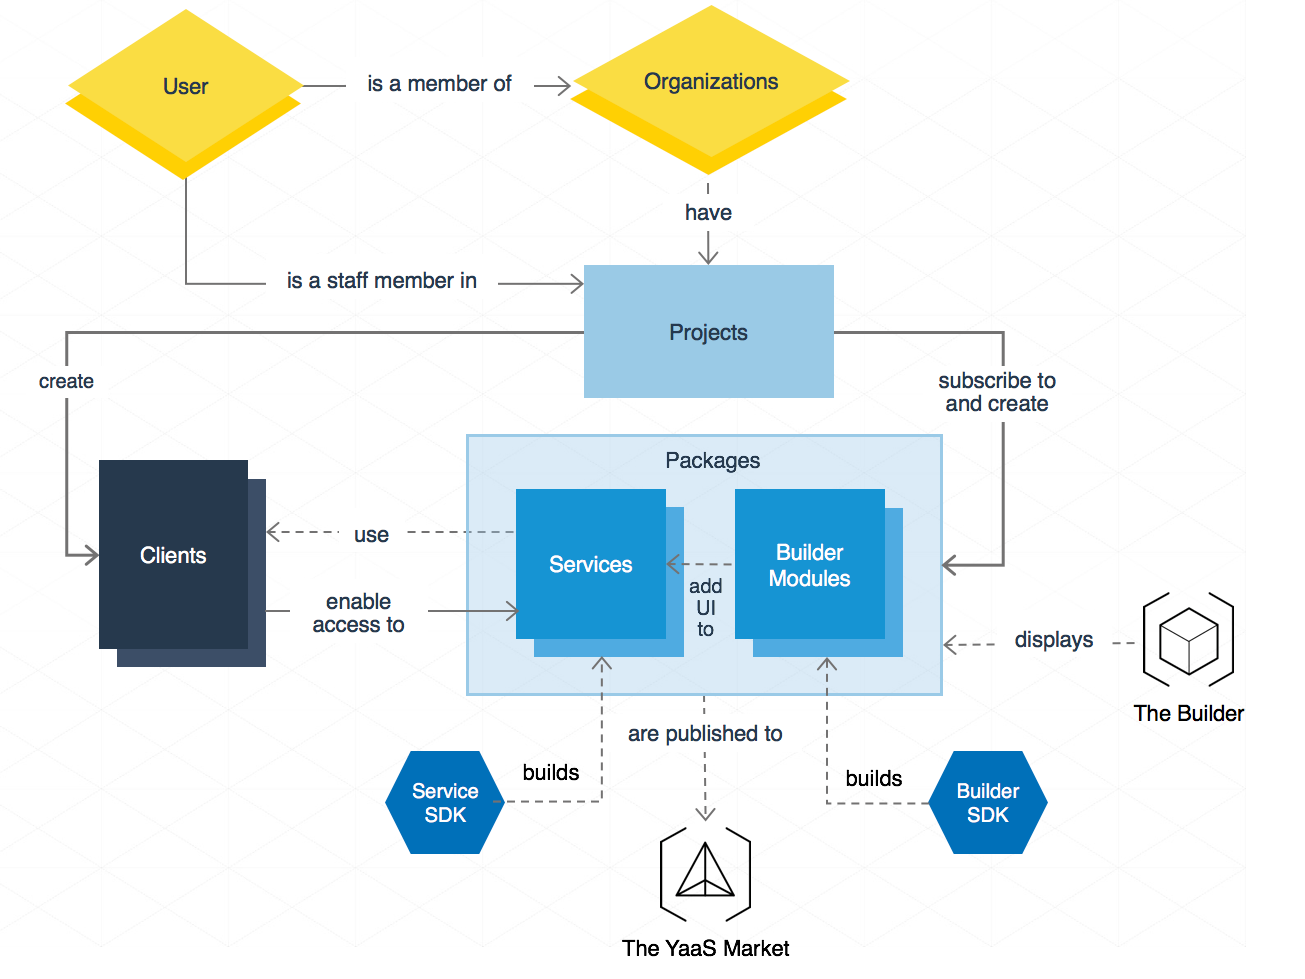 User
is a member of
Organizations
have
is a staff member in
Projects
create
subscribe to
and create
Packages
Clients
use
Services
Builder
Modules
add
UI
to
enable
access to
displays
The Builder
are published to
builds
builds
Service
SDK
Builder
SDK
The YaaS Market